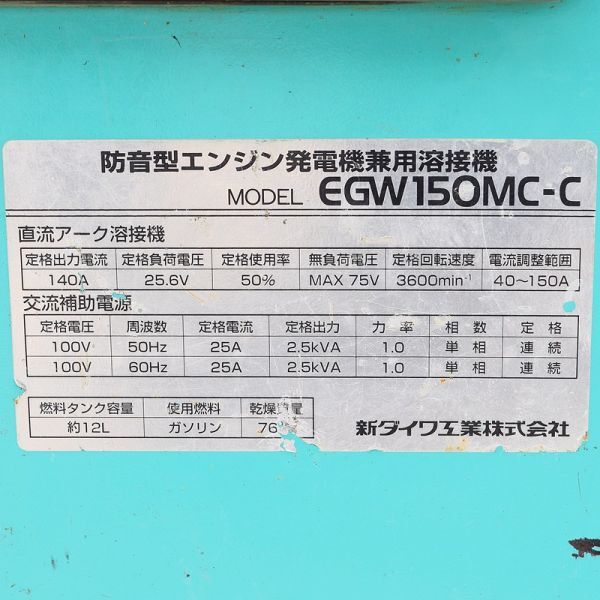 防音型エンジン発電機兼用溶接機
MODEL EGW150MC-C
直流アーク溶接機
定格出力電流 定格負荷電圧 定格使用率 無負荷電圧 定格回転速度 電流調整範囲
140A 25.6V 50% MAX 75V 3600min⁻¹ 40～150A
交流補助電源
定格電圧 周波数 定格電流 定格出力 力率 相数 定格
100V 50Hz 25A 2.5kVA 1.0 単相 連続
100V 60Hz 25A 2.5kVA 1.0 単相 連続
燃料タンク容量 使用燃料 乾燥質量
約12L ガソリン 76
新ダイワ工業株式会社